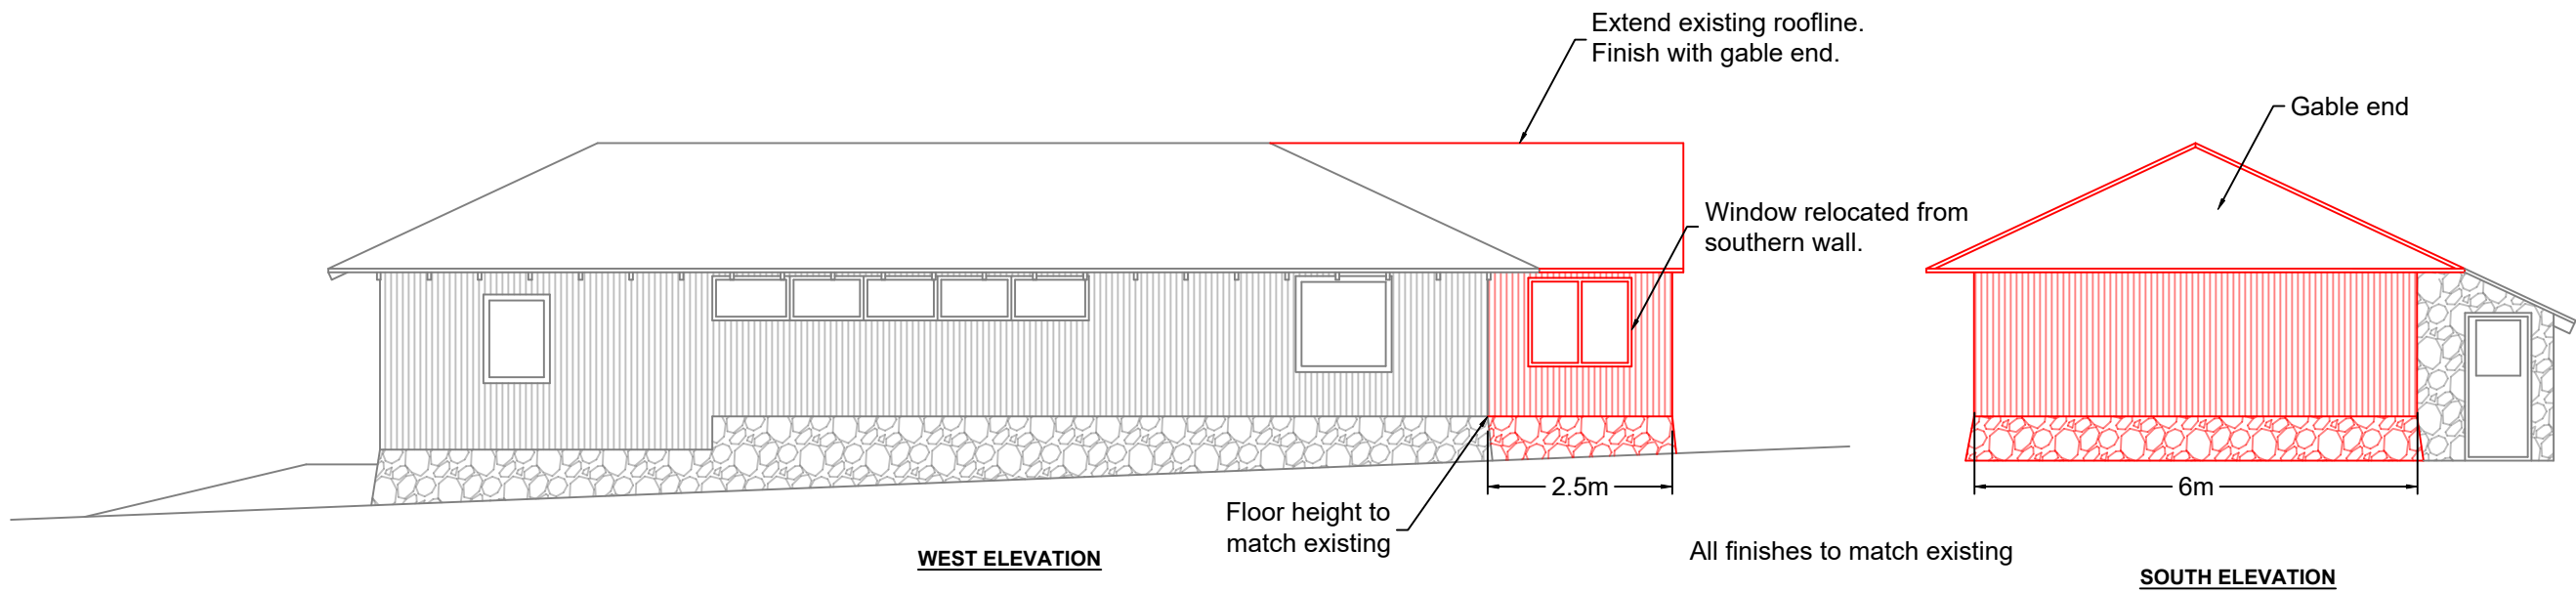 Extend existing roofline.
Finish with gable end.
Gable end
Window relocated from
southern wall.
2.5m
6m
Floor height to
match existing
All finishes to match existing
WEST ELEVATION
SOUTH ELEVATION